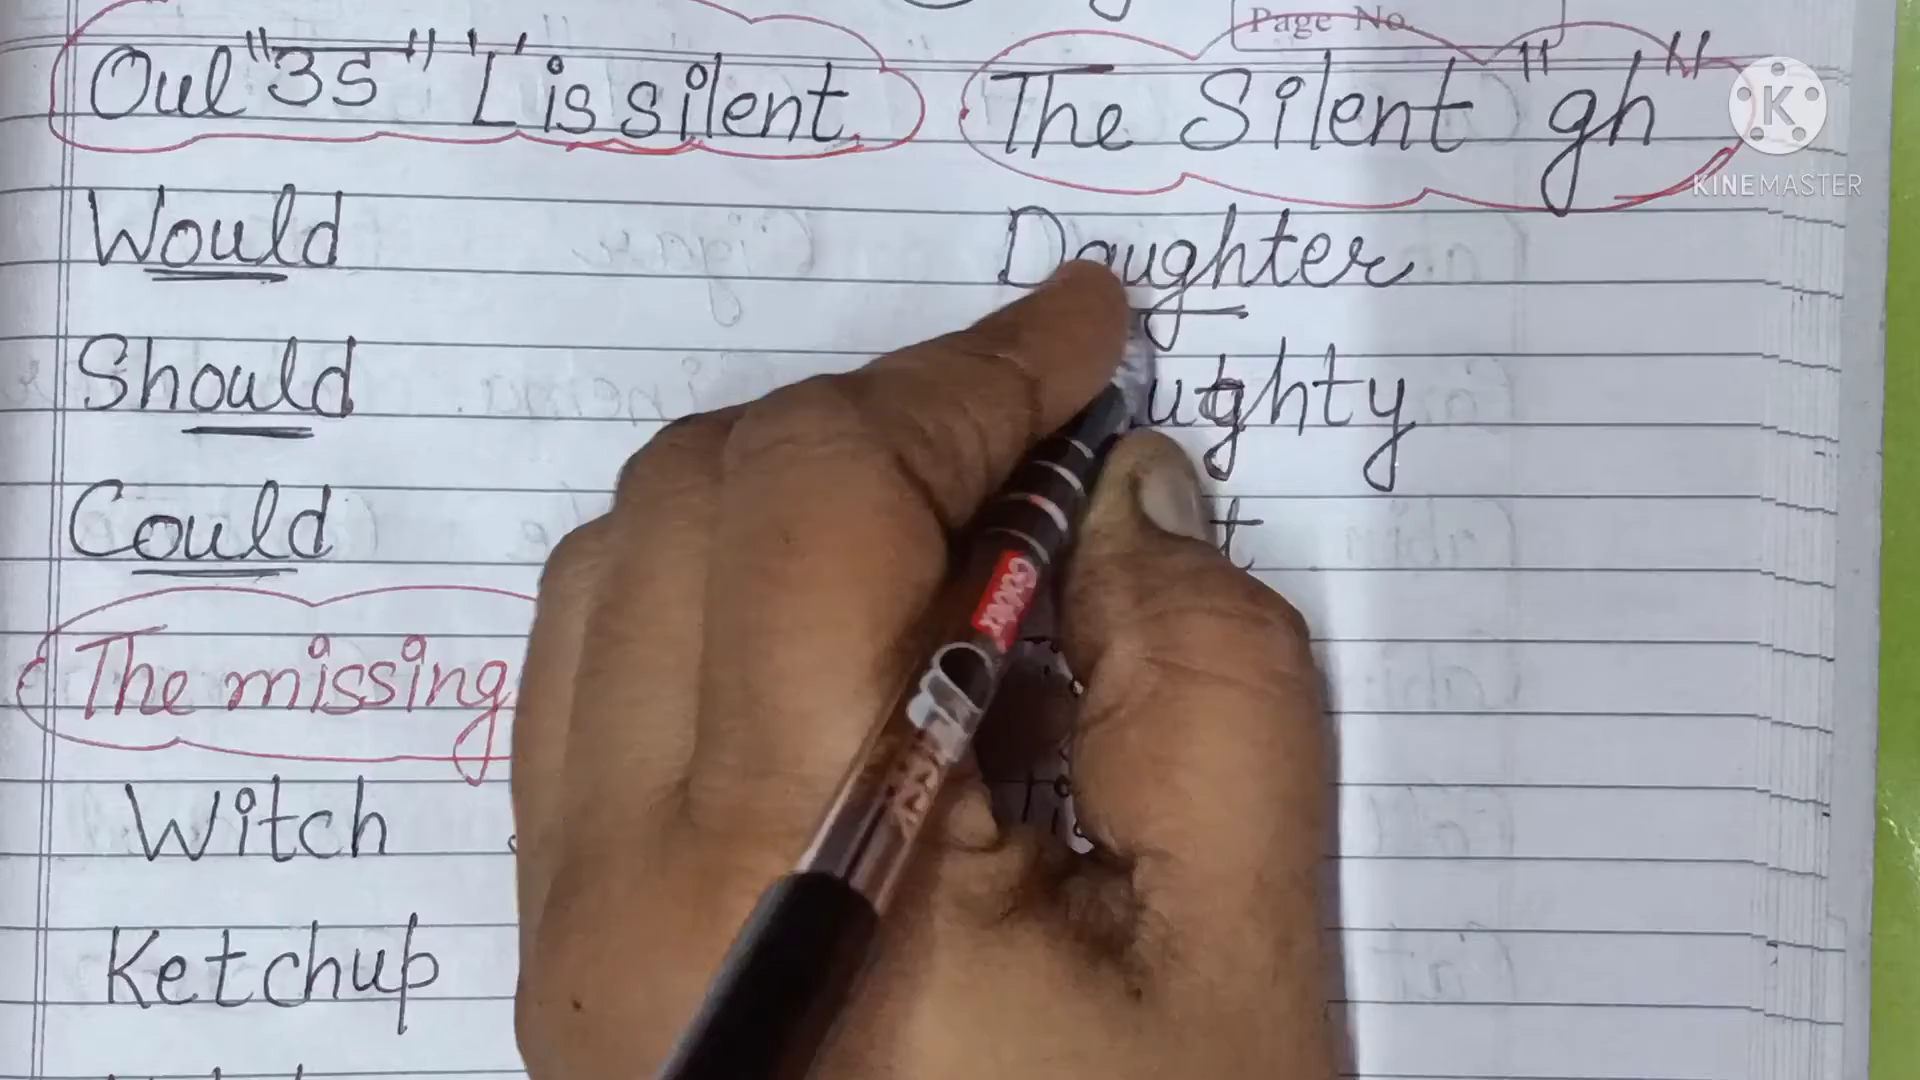 Page No.
Oul "35" 'L' is silent.
Would
Should
Could
The missing
Witch
Ketchup
The Silent "gh"
Daughter
ughty
t
KINEMASTER